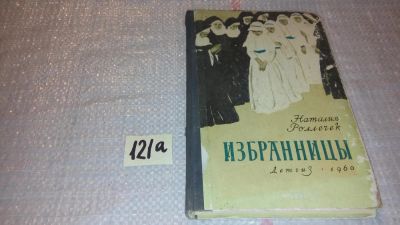 Наталия
Роллечек
ИЗБРАННИЦЫ
Детгиз • 1960
121а